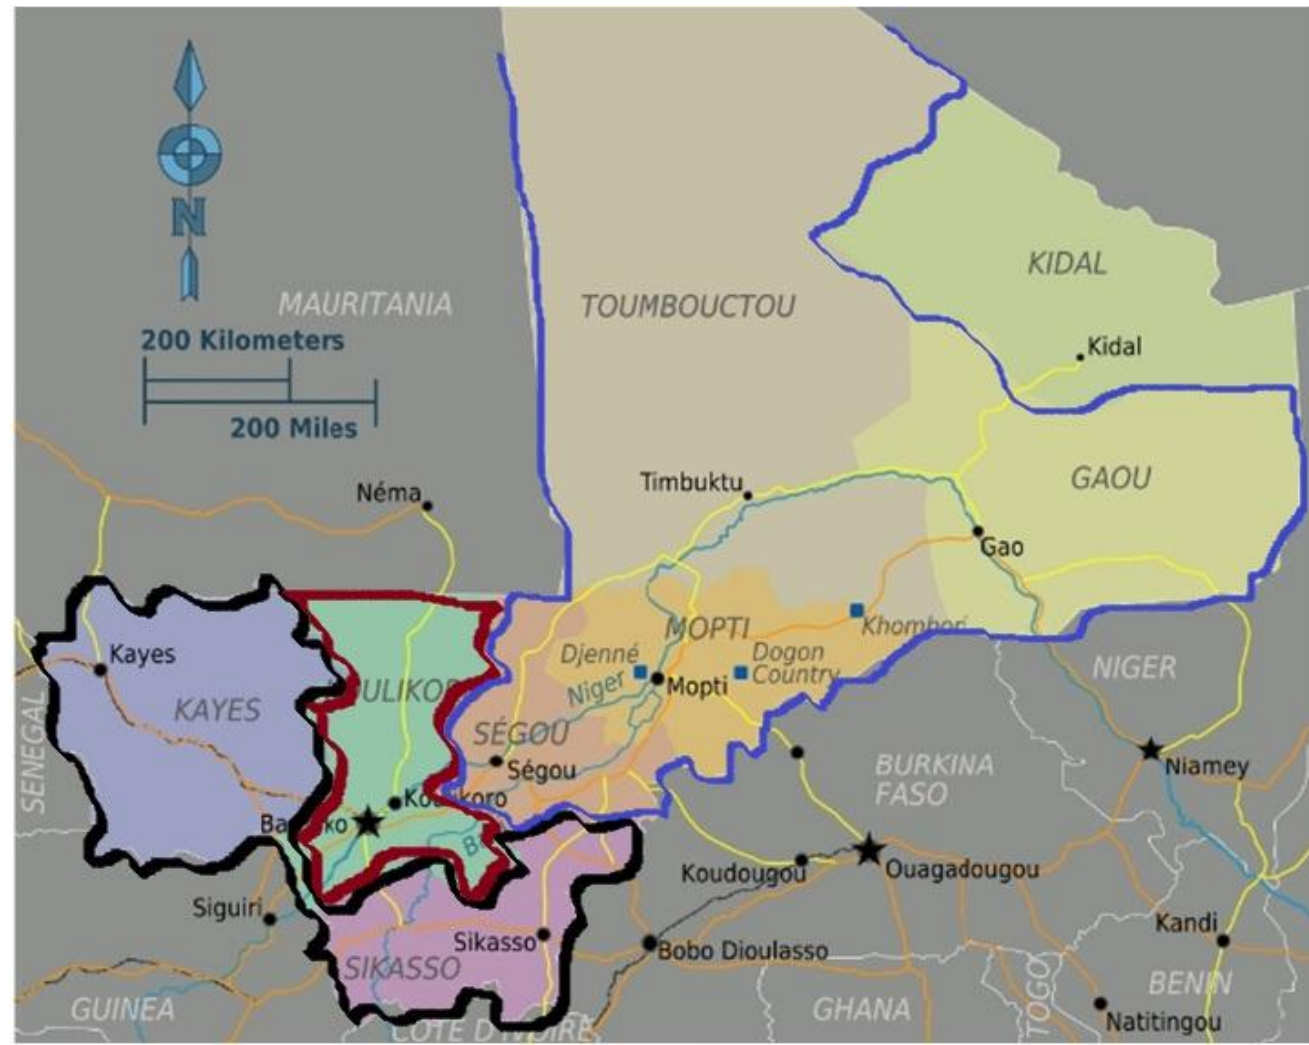 N
KIDAL
MAURITANIA
TOUMBOUCTOU
200 Kilometers
Kidal
200 Miles
GAOU
Timbuktu
Néma
Gao
MOPTI
Khombori
Djenné
Dogon
Country
Kayes
Niger
Mopti
NIGER
KAYES
SÉGOU
Ségou
SENEGAL
BURKINA
FASO
Niamey
Koudougou
Ouagadougou
Siguiri
Sikasso
Bobo Dioulasso
Kandi
SIKASSO
GUINEA
GHANA
TOGO
BENIN
Natitingou
COTE D'IVOIRE